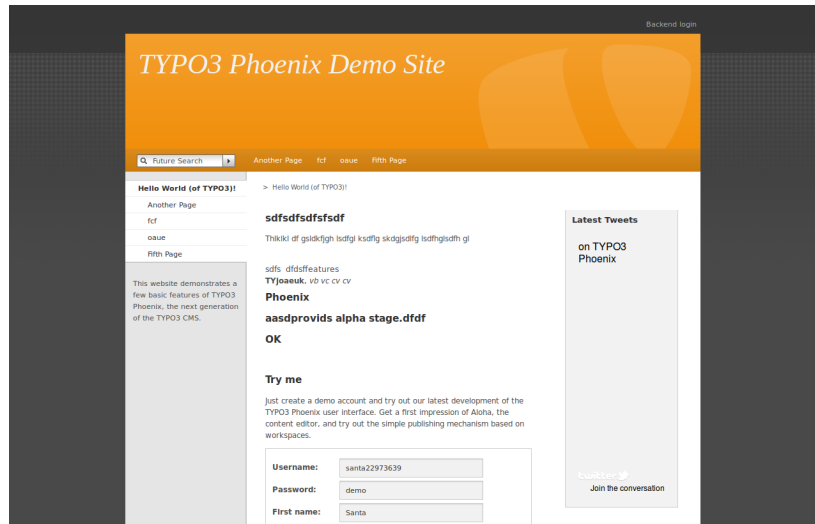 Backend login
TYPO3 Phoenix Demo Site
Future Search
Another Page fcf oaue Fifth Page
Hello World (of TYPO3)!
Another Page
fcf
oaue
Fifth Page
This website demonstrates a
few basic features of TYPO3
Phoenix, the next generation
of the TYPO3 CMS.
> Hello World (of TYPO3)!
sdfsdfsdfsfsdf
Thlklkl df gsldkfjgh lsdfgl ksdflg skdgjsdlfg lsdfhglsdfh gl
sdfs dfdsffeatures
TYjoaeuk, vb vc cv cv
Phoenix
aasdprovids alpha stage.dfdf
OK
Try me
Just create a demo account and try out our latest development of the
TYPO3 Phoenix user interface. Get a first impression of Aloha, the
content editor, and try out the simple publishing mechanism based on
workspaces.
Username: santa22973639
Password: demo
First name: Santa
Latest Tweets
on TYPO3
Phoenix
twitter
Join the conversation